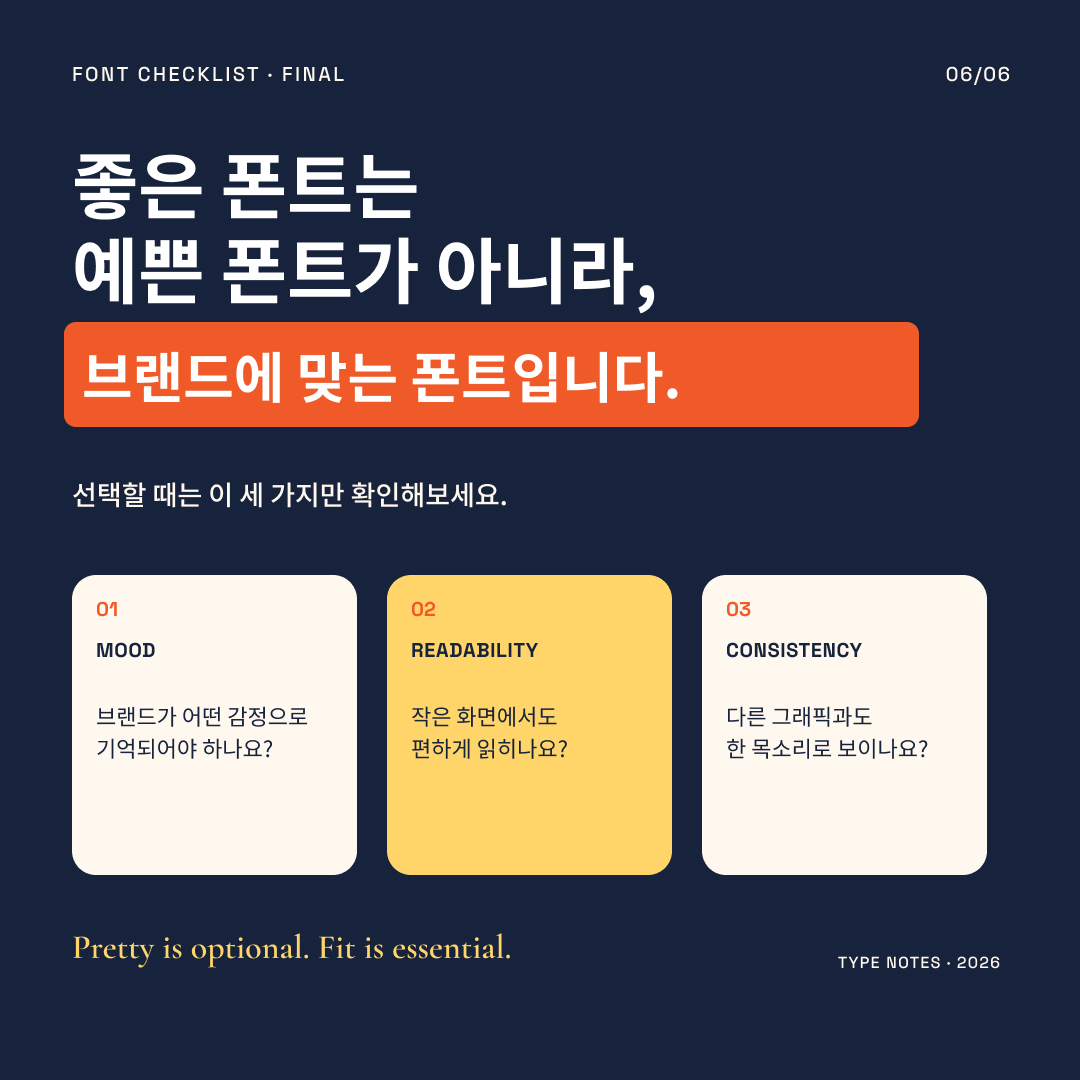 FONT CHECKLIST · FINAL
06/06
좋은 폰트는
예쁜 폰트가 아니라,
브랜드에 맞는 폰트입니다.
선택할 때는 이 세 가지만 확인해보세요.
01
MOOD
브랜드가 어떤 감정으로
기억되어야 하나요?
02
READABILITY
작은 화면에서도
편하게 읽히나요?
03
CONSISTENCY
다른 그래픽과도
한 목소리로 보이나요?
Pretty is optional. Fit is essential.
TYPE NOTES · 2026